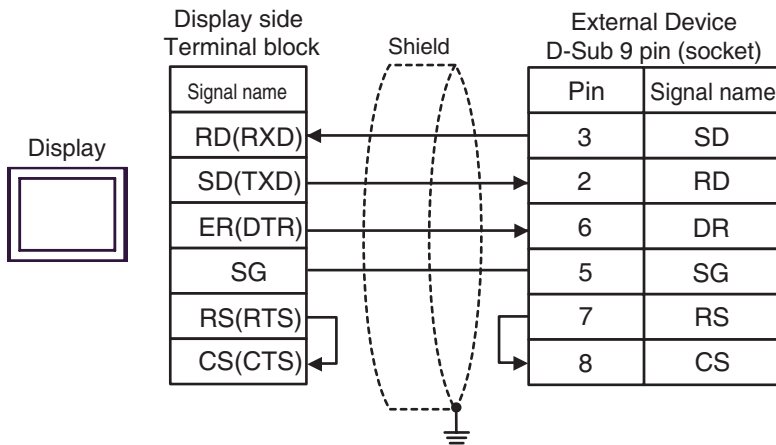 Display side
Terminal block
Shield
External Device
D-Sub 9 pin (socket)
Display
Signal name
Pin Signal name
RD(RXD) 3 SD
SD(TXD) 2 RD
ER(DTR) 6 DR
SG 5 SG
RS(RTS) 7 RS
CS(CTS) 8 CS